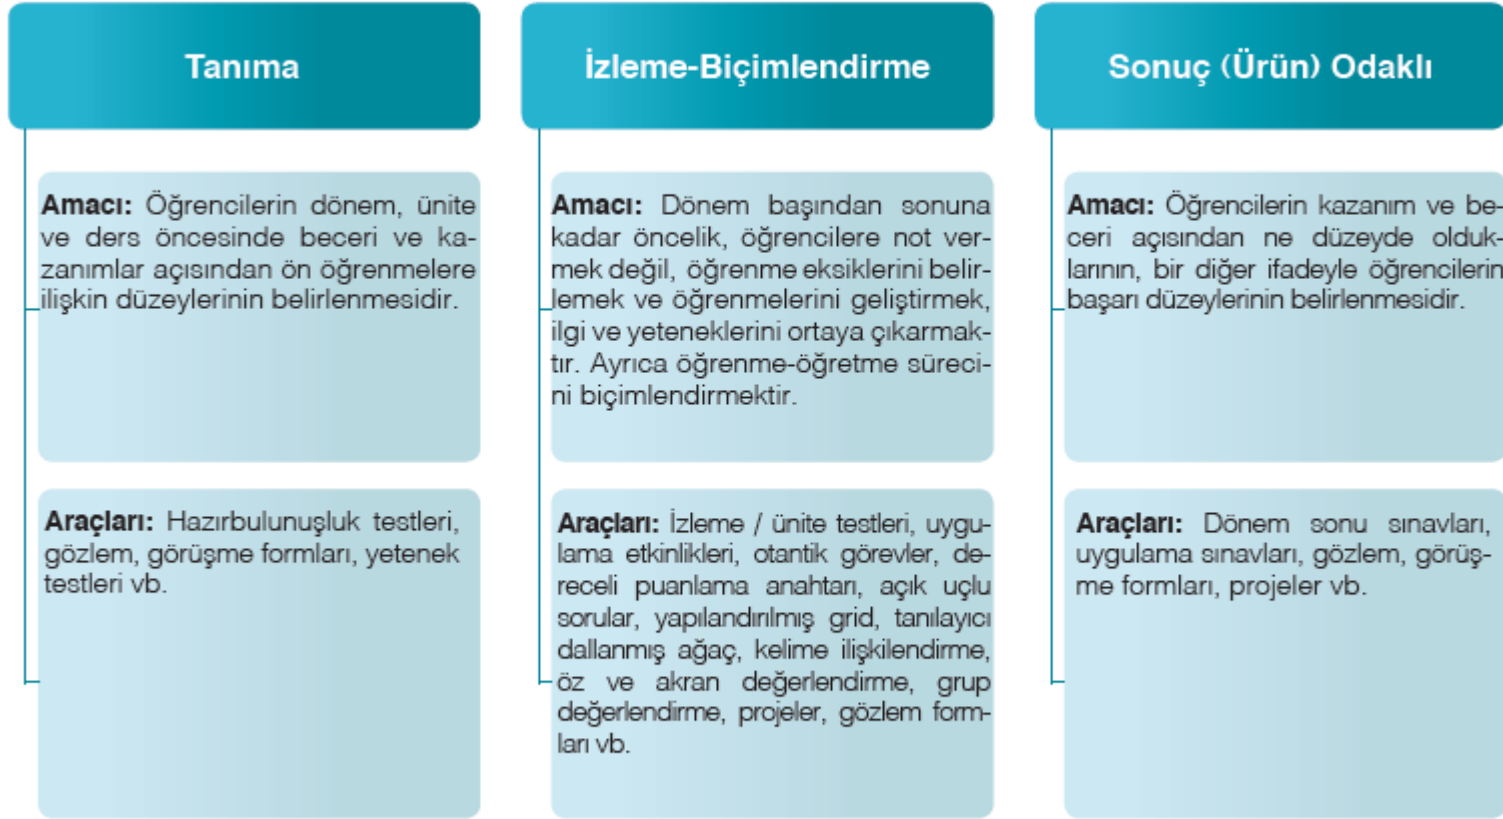 Tanıma
Amacı: Öğrencilerin dönem, ünite
ve ders öncesinde beceri ve ka-
zanımlar açısından ön öğrenmelere
ilişkin düzeylerinin belirlenmesidir.
Araçları: Hazırbulunuşluk testleri,
gözlem, görüşme formları, yetenek
testleri vb.
İzleme-Biçimlendirme
Amacı: Dönem başından sonuna
kadar öncelik, öğrencilere not ver-
mek değil, öğrenme eksiklerini belir-
lemek ve öğrenmelerini geliştirmek,
ilgi ve yeteneklerini ortaya çıkarmak-
tır. Ayrıca öğrenme-öğretme süreci-
ni biçimlendirmektir.
Araçları: İzleme / ünite testleri, uygu-
lama etkinlikleri, otantik görevler, de-
receli puanlama anahtarı, açık uçlu
sorular, yapılandırılmış grid, tanılayıcı
dallanmış ağaç, kelime ilişkilendirme,
öz ve akran değerlendirme, grup
değerlendirme, projeler, gözlem form-
ları vb.
Sonuç (Ürün) Odaklı
Amacı: Öğrencilerin kazanım ve be-
ceri açısından ne düzeyde olduk-
larının, bir diğer ifadeyle öğrencilerin
başarı düzeylerinin belirlenmesidir.
Araçları: Dönem sonu sınavları,
uygulama sınavları, gözlem, görüş-
me formları, projeler vb.